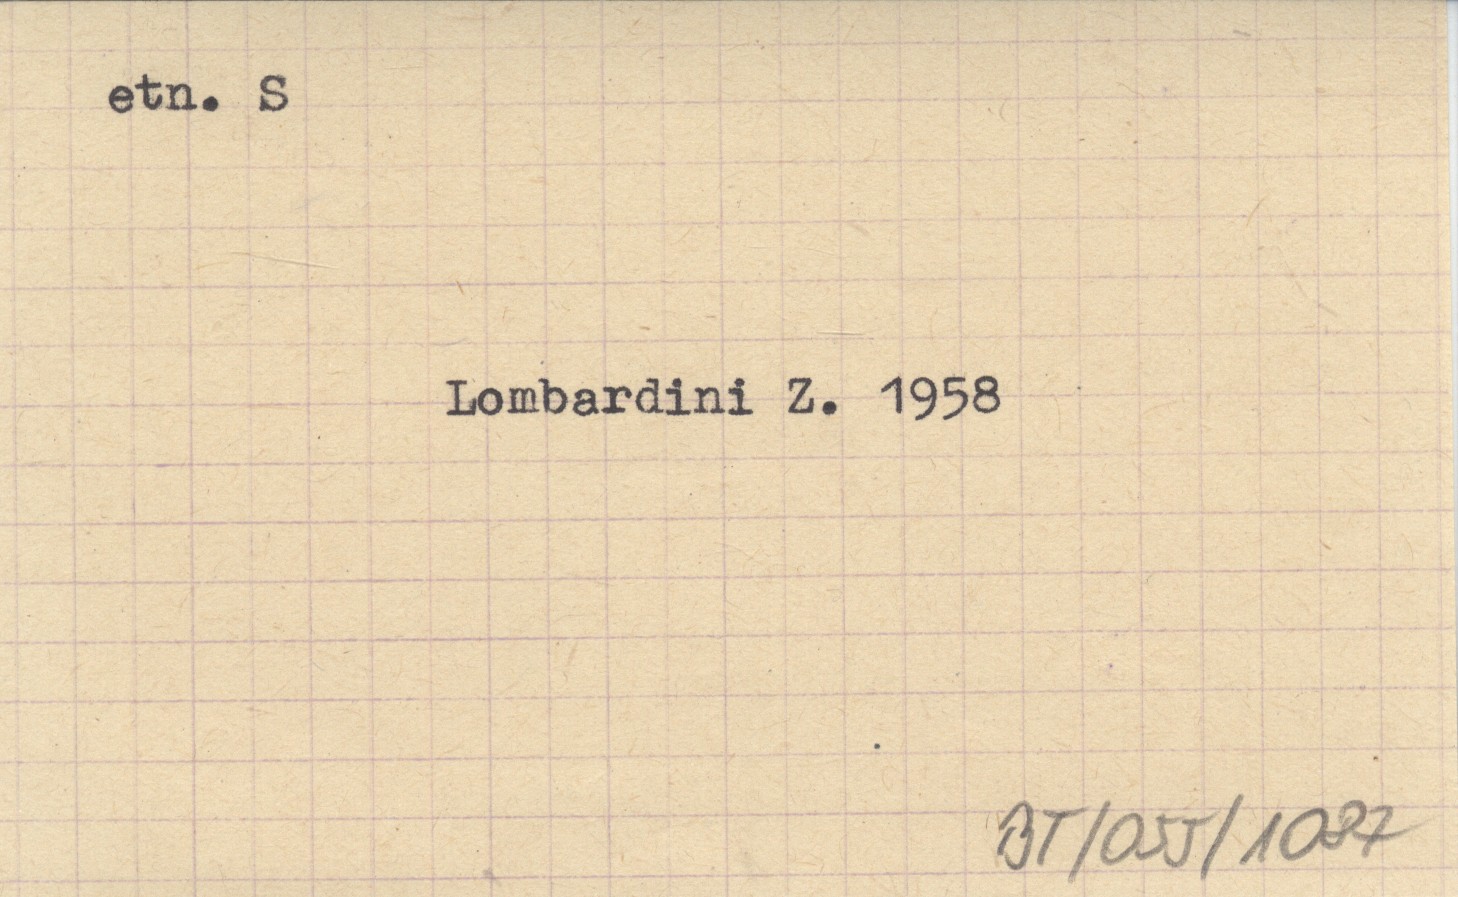 etn. S
Lombardini Z. 1958
BT/055/1087